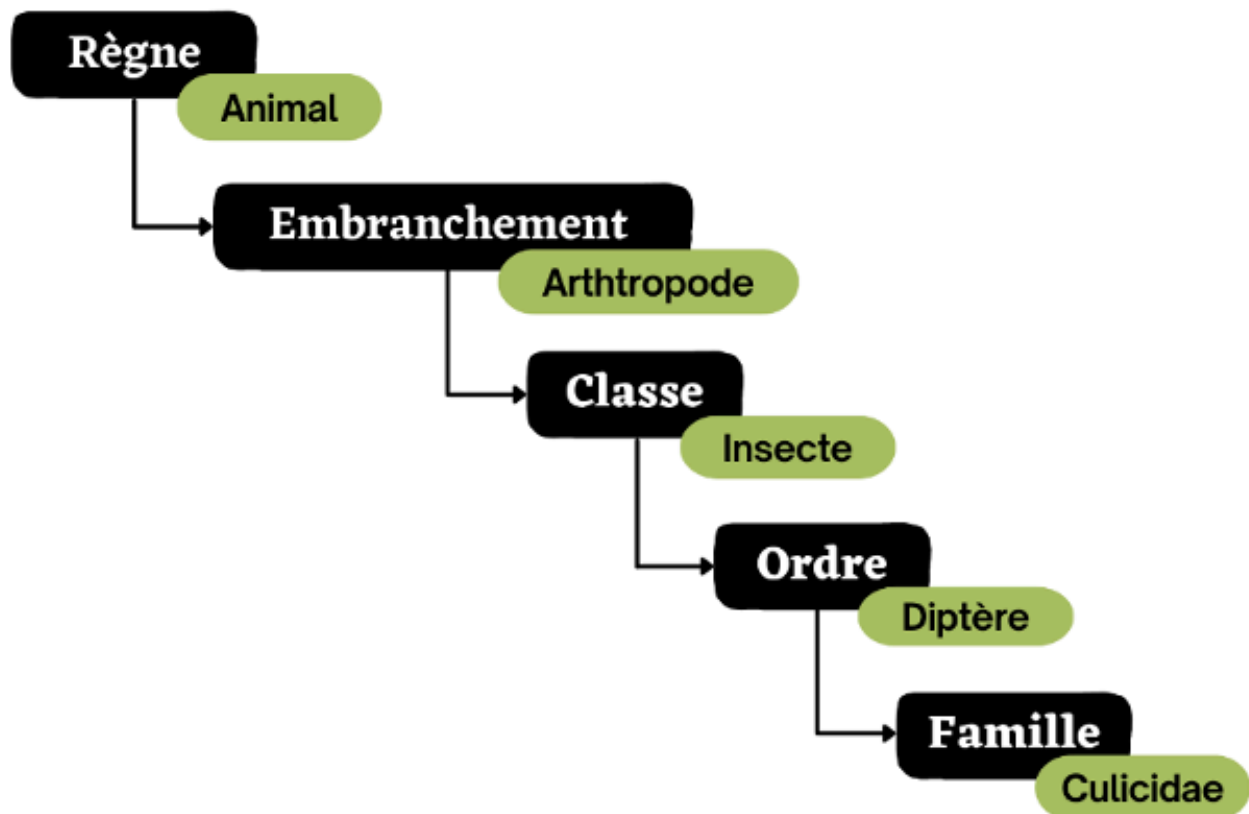 Règne
Animal
Embranchement
Arthtropode
Classe
Insecte
Ordre
Diptère
Famille
Culicidae